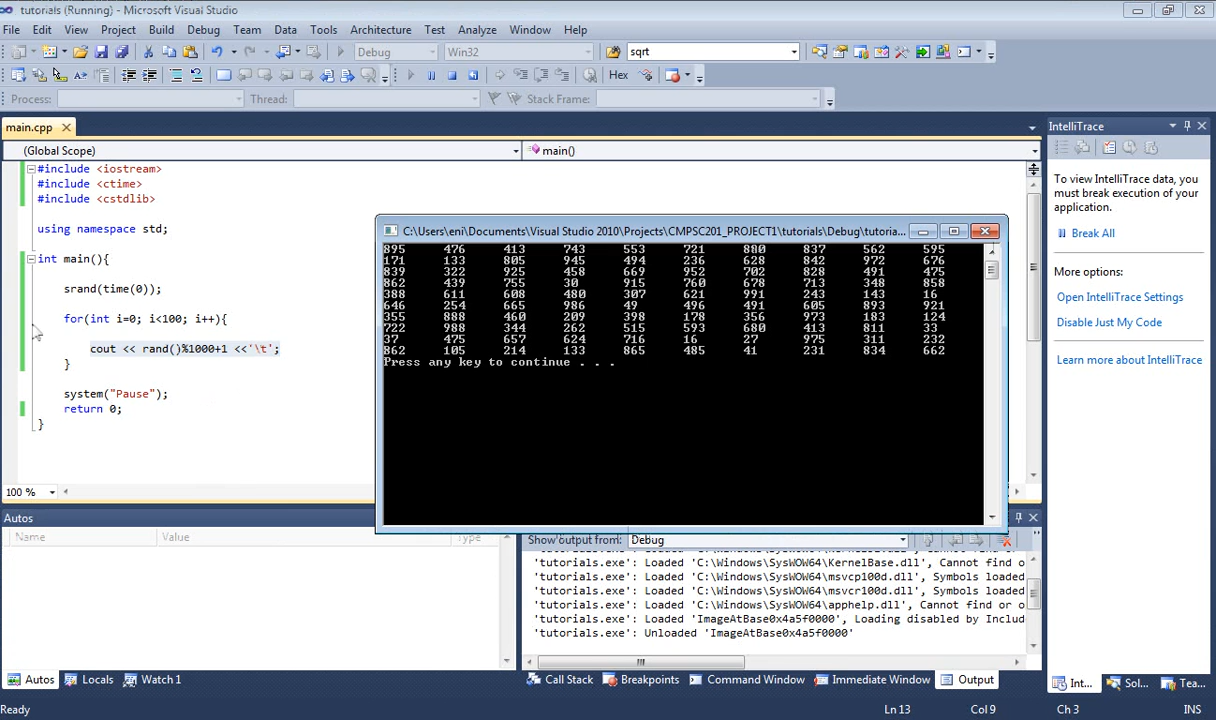 tutorials (Running) - Microsoft Visual Studio
File Edit View Project Build Debug Team Data Tools Architecture Test Analyze Window Help
Debug Win32 sqrt
Hex
Process: Thread: Stack Frame:
main.cpp
(Global Scope) main()
#include <iostream>
#include <ctime>
#include <cstdlib>
using namespace std;
int main(){
srand(time(0));
for(int i=0; i<100; i++){
cout << rand()%1000+1 <<'\t';
}
system("Pause");
return 0;
}
100 %
C:\Users\eni\Documents\Visual Studio 2010\Projects\CMPSC201_PROJECT1\tutorials\Debug\tutoria...
895 476 413 743 553 721 880 837 562 595
171 133 805 945 494 236 628 842 972 676
839 322 925 458 669 952 702 828 491 475
862 439 755 30 915 760 678 713 348 858
388 611 608 480 307 621 991 243 143 16
646 254 665 986 49 496 491 605 893 921
355 888 460 209 398 178 356 973 183 124
722 988 344 262 515 593 680 413 811 33
37 475 657 624 716 16 27 975 311 232
862 105 214 133 865 485 41 231 834 662
Press any key to continue . . .
IntelliTrace
To view IntelliTrace data, you
must break execution of your
application.
Break All
More options:
Open IntelliTrace Settings
Disable Just My Code
Learn more about IntelliTrace
Autos
Name Value Type
Show output from: Debug
'tutorials.exe': Loaded 'C:\Windows\SysWOW64\KernelBase.dll', Cannot find o
'tutorials.exe': Loaded 'C:\Windows\SysWOW64\msvcp100d.dll', Symbols loaded
'tutorials.exe': Loaded 'C:\Windows\SysWOW64\msvcr100d.dll', Symbols loaded
'tutorials.exe': Loaded 'C:\Windows\SysWOW64\apphelp.dll', Cannot find or o
'tutorials.exe': Loaded 'ImageAtBase0x4a5f0000', Loading disabled by Includ
'tutorials.exe': Unloaded 'ImageAtBase0x4a5f0000'
Autos Locals Watch 1
Call Stack Breakpoints Command Window Immediate Window Output
Int... Sol... Tea...
Ready Ln 13 Col 9 Ch 3 INS